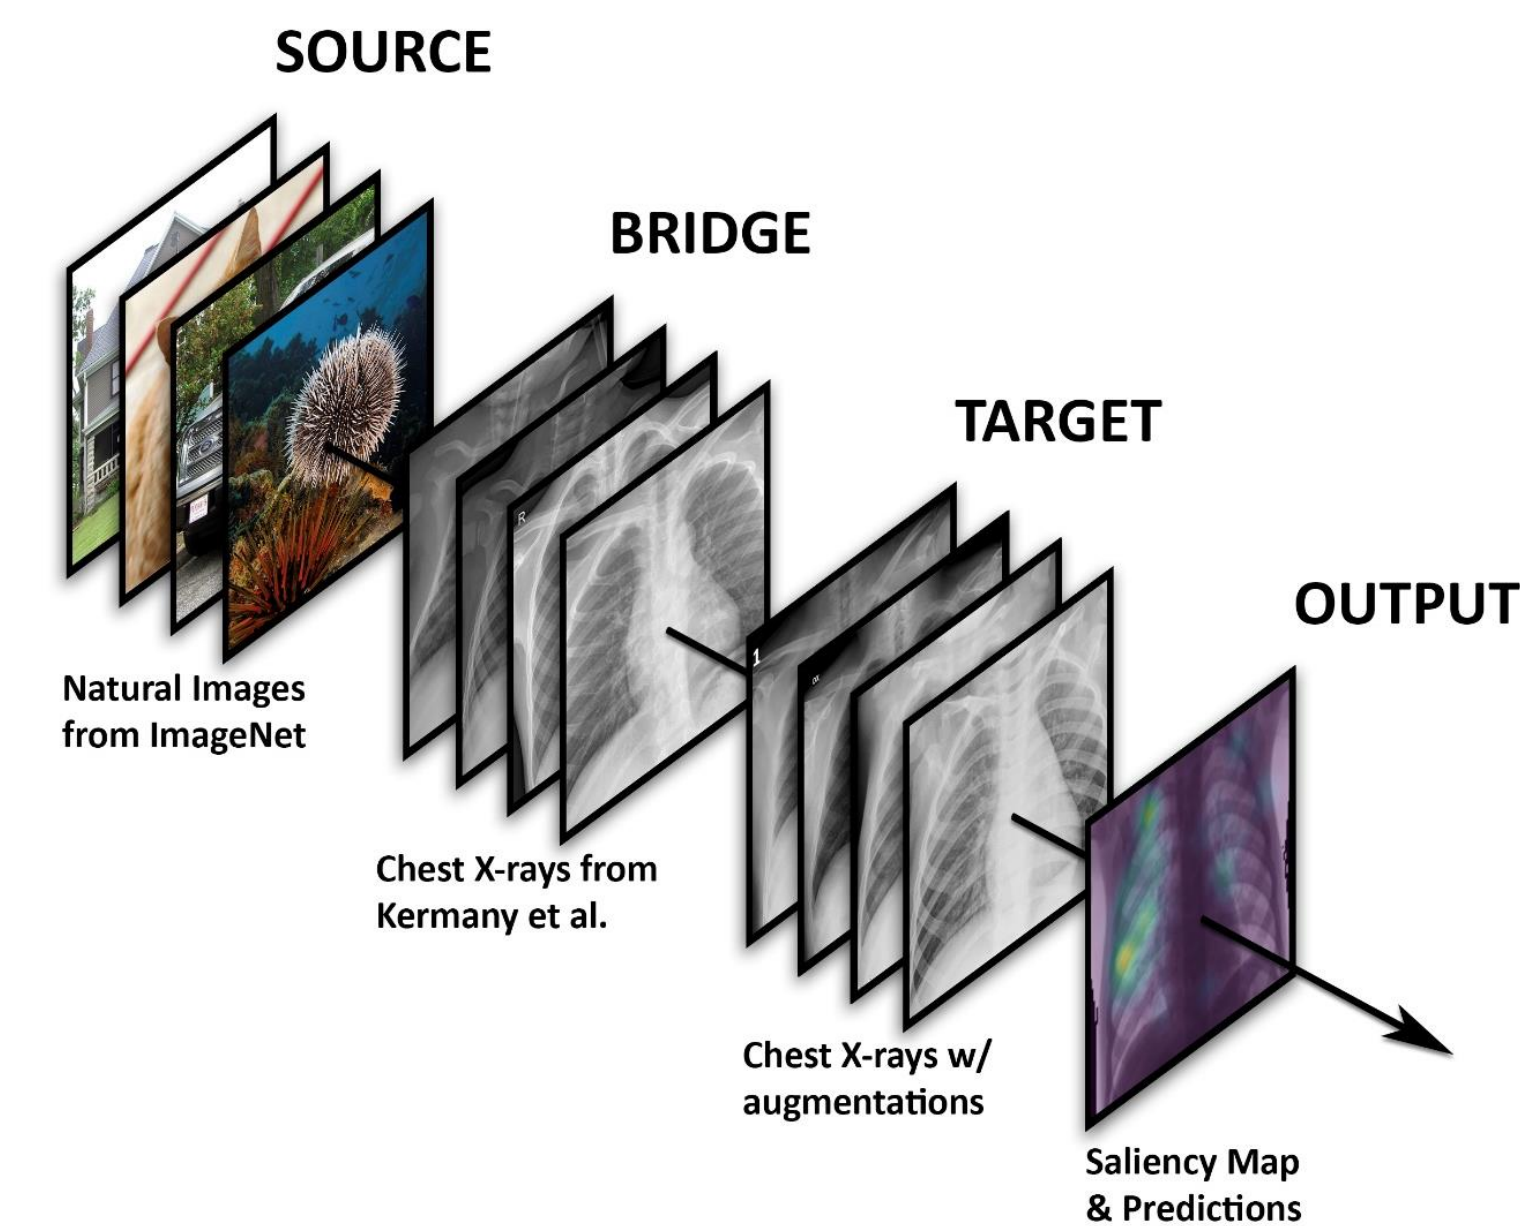 SOURCE
BRIDGE
TARGET
OUTPUT
Natural Images
from ImageNet
R
Chest X-rays from
Kermany et al.
1
Chest X-rays w/
augmentations
Saliency Map
& Predictions